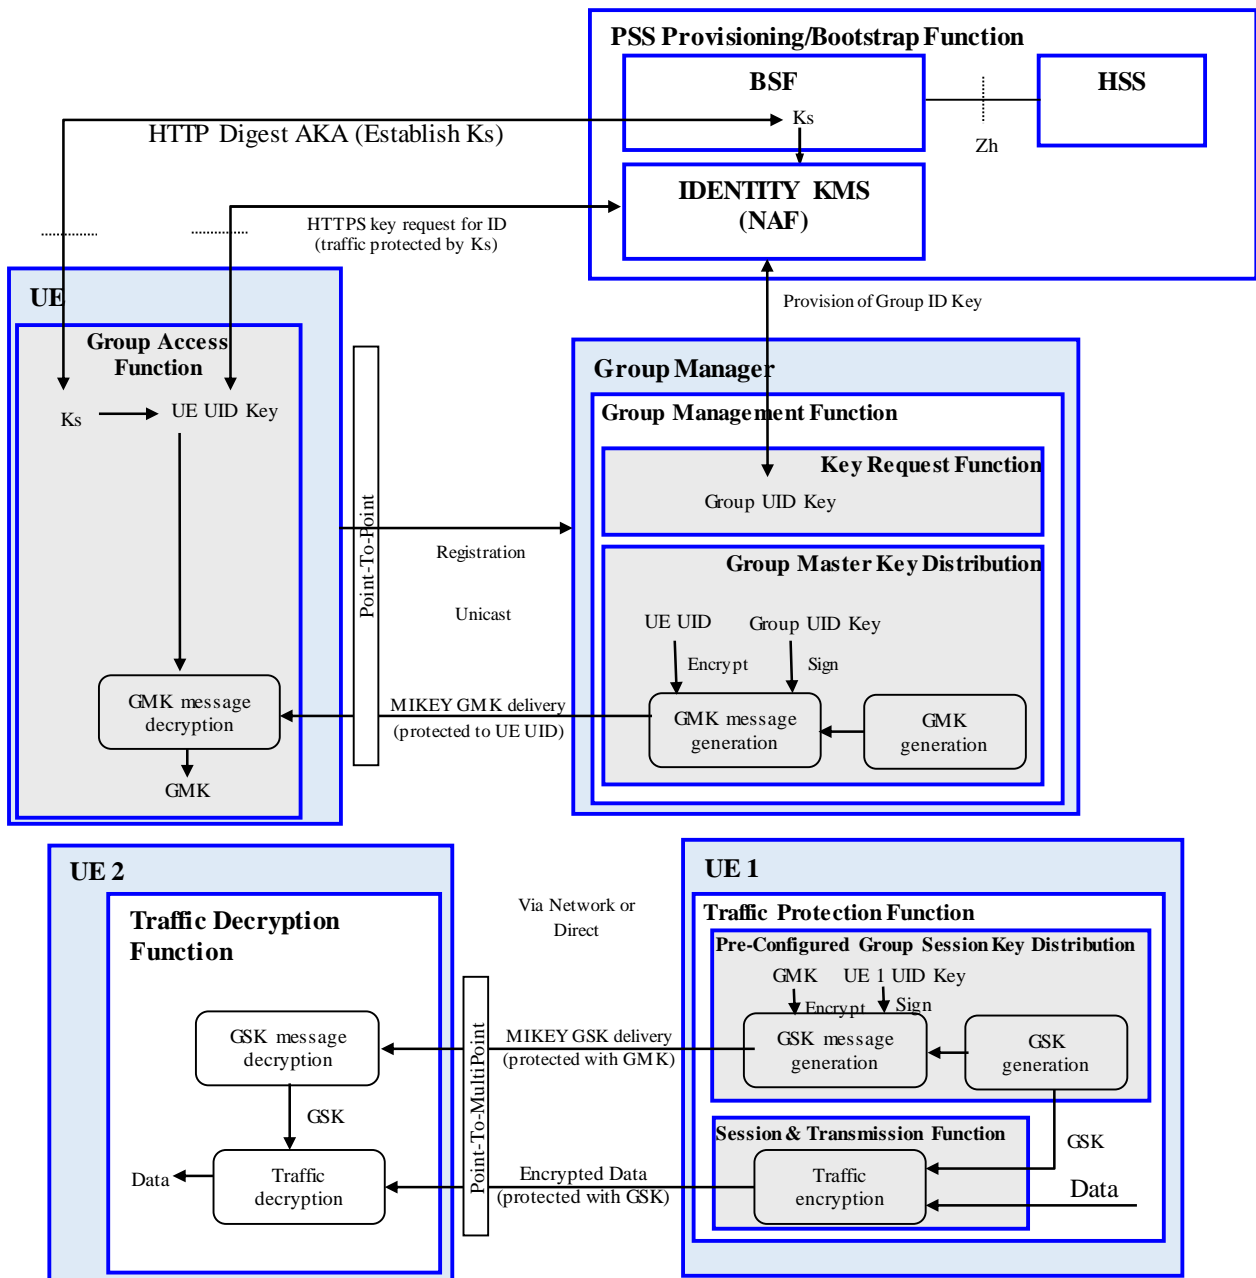 PSS Provisioning/Bootstrap Function
BSF
HSS
Ks
HTTP Digest AKA (Establish Ks)
Zh
IDENTITY KMS
(NAF)
HTTPS key request for ID
(traffic protected by Ks)
UE
Provision of Group ID Key
Group Access
Function
Group Manager
Ks
UE UID Key
Group Management Function
Key Request Function
Group UID Key
Point-To-Point
Registration
Group Master Key Distribution
Unicast
UE UID
Group UID Key
Encrypt
Sign
GMK message
decryption
MIKEY GMK delivery
(protected to UE UID)
GMK message
generation
GMK
generation
GMK
UE 2
UE 1
Via Network or
Direct
Traffic Decryption
Function
Traffic Protection Function
Pre-Configured Group Session Key Distribution
GMK
UE 1 UID Key
Encrypt
Sign
GSK message
decryption
MIKEY GSK delivery
(protected with GMK)
GSK message
generation
GSK
generation
Point-To-MultiPoint
GSK
Session & Transmission Function
GSK
Data
Traffic
decryption
Encrypted Data
(protected with GSK)
Traffic
encryption
Data